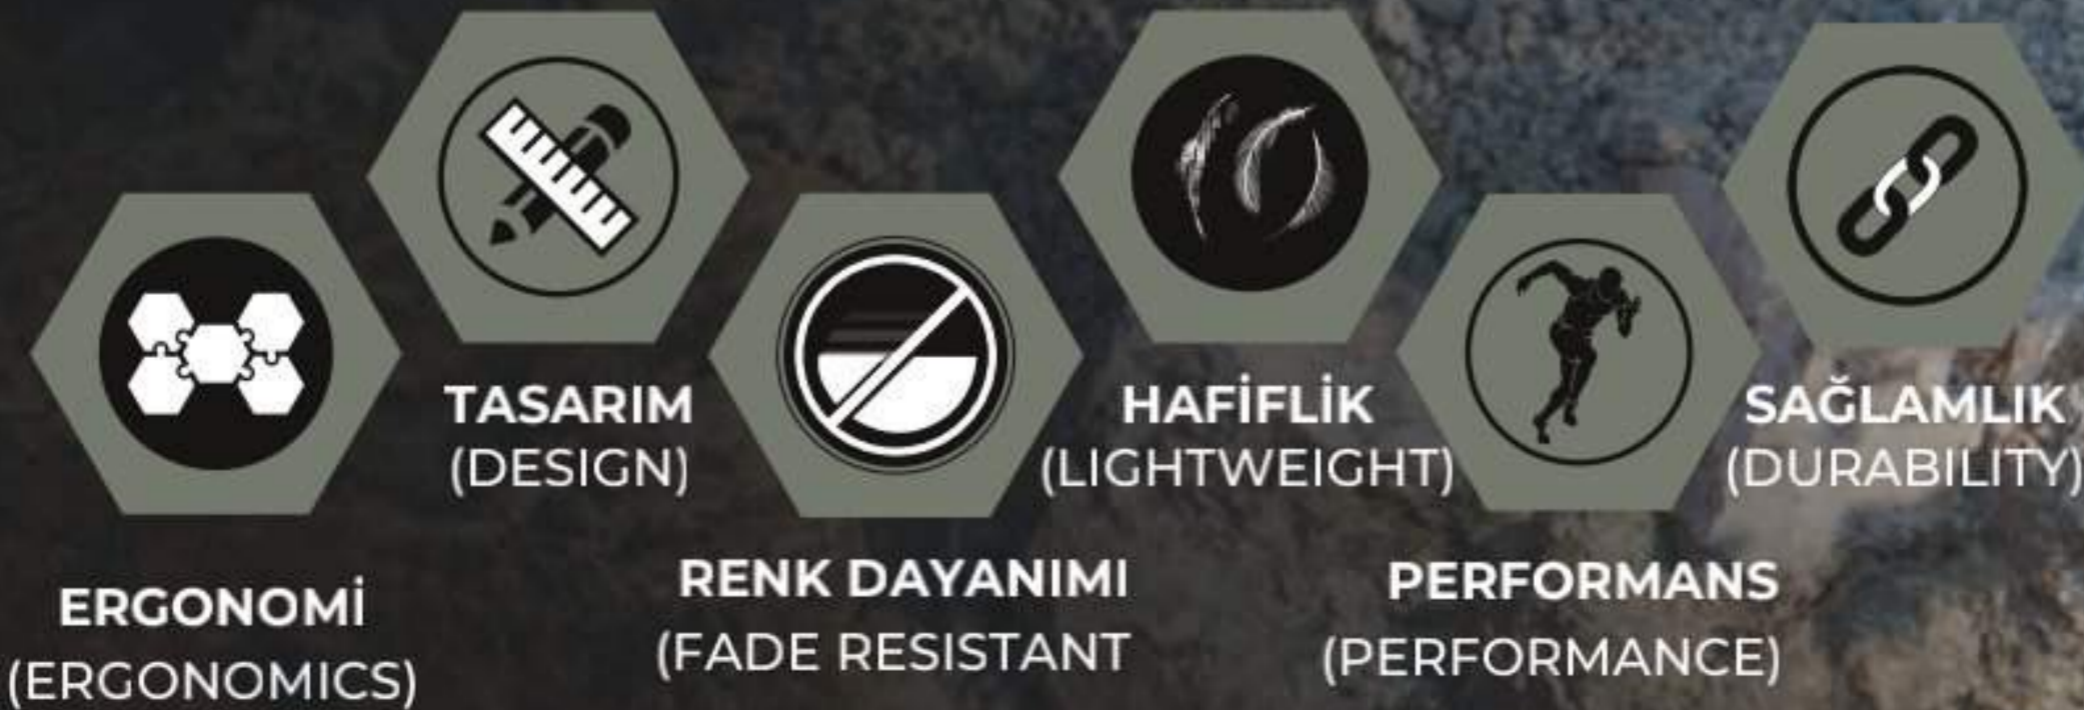 ERGONOMİ
(ERGONOMICS)
TASARIM
(DESIGN)
RENK DAYANIMI
(FADE RESISTANT
HAFİFLİK
(LIGHTWEIGHT)
PERFORMANS
(PERFORMANCE)
SAĞLAMLIK
(DURABILITY)